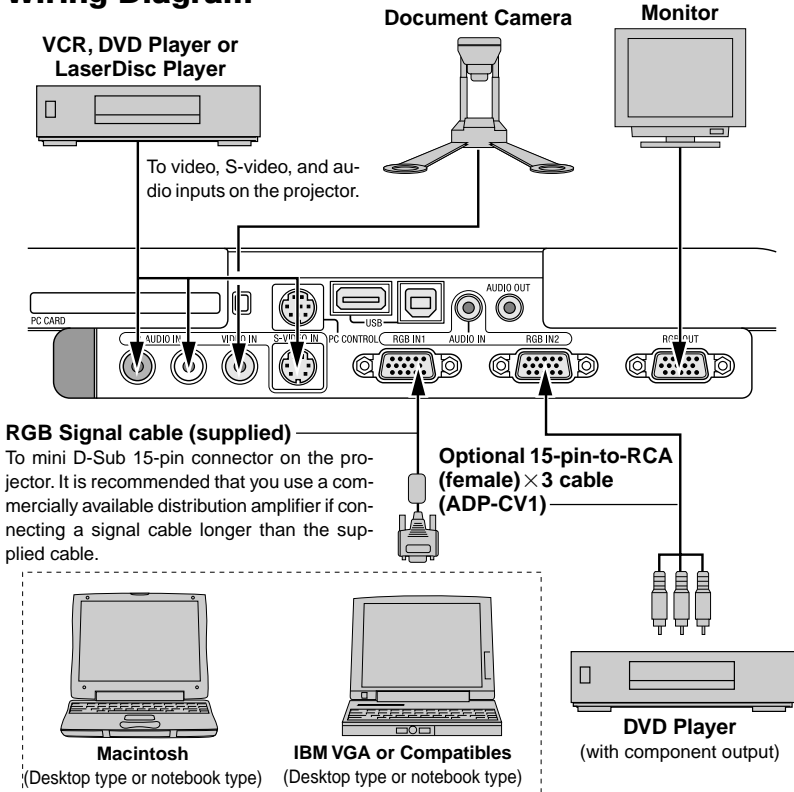 Wiring Diagram
Document Camera
Monitor
VCR, DVD Player or
LaserDisc Player
To video, S-video, and au-
dio inputs on the projector.
AUDIO OUT
USB
PC CARD
AUDIO IN
VIDEO IN
S-VIDEO IN
PC CONTROL
RGB IN1
AUDIO IN
RGB IN2
RGB OUT
RGB Signal cable (supplied)
To mini D-Sub 15-pin connector on the pro-
jector. It is recommended that you use a com-
mercially available distribution amplifier if con-
necting a signal cable longer than the sup-
plied cable.
Optional 15-pin-to-RCA
(female)×3 cable
(ADP-CV1)
Macintosh
(Desktop type or notebook type)
IBM VGA or Compatibles
(Desktop type or notebook type)
DVD Player
(with component output)